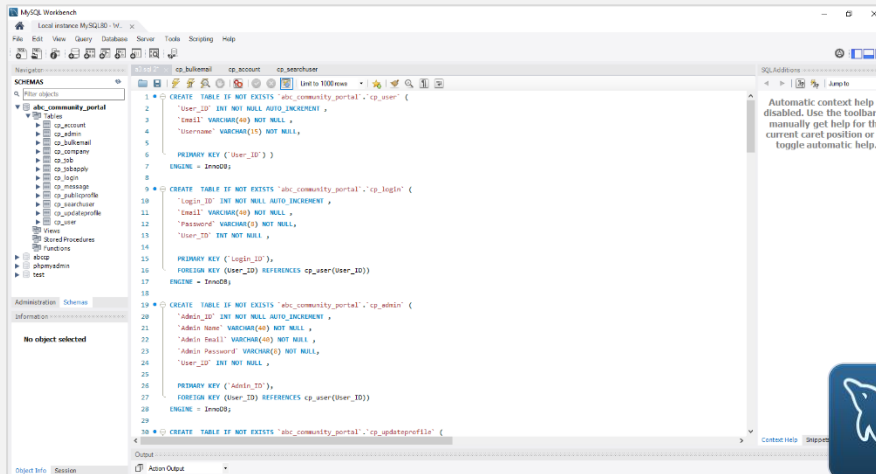 MySQL Workbench
Local instance MySQL80 - W... ×
File Edit View Query Database Server Tools Scripting Help
Navigator
SCHEMAS
Filter objects
abc_community_portal
Tables
cp_account
cp_admin
cp_bulkemail
cp_company
cp_job
cp_jobapply
cp_login
cp_message
cp_publicprofile
cp_searchuser
cp_updateprofile
cp_user
Views
Stored Procedures
Functions
abccp
phpmyadmin
test
Administration Schemas
Information
No object selected
Object Info Session
cp_bulkemail cp_account cp_searchuser
Limit to 1000 rows
1 CREATE TABLE IF NOT EXISTS `abc_community_portal`.`cp_user` (
2 `User_ID` INT NOT NULL AUTO_INCREMENT ,
3 `Email` VARCHAR(40) NOT NULL ,
4 `Username` VARCHAR(15) NOT NULL,
5
6 PRIMARY KEY (`User_ID`) )
7 ENGINE = InnoDB;
8
9 CREATE TABLE IF NOT EXISTS `abc_community_portal`.`cp_login` (
10 `Login_ID` INT NOT NULL AUTO_INCREMENT ,
11 `Email` VARCHAR(40) NOT NULL ,
12 `Password` VARCHAR(8) NOT NULL,
13 `User_ID` INT NOT NULL ,
14
15 PRIMARY KEY (`Login_ID`),
16 FOREIGN KEY (User_ID) REFERENCES cp_user(User_ID))
17 ENGINE = InnoDB;
18
19 CREATE TABLE IF NOT EXISTS `abc_community_portal`.`cp_admin` (
20 `Admin_ID` INT NOT NULL AUTO_INCREMENT ,
21 `Admin Name` VARCHAR(40) NOT NULL ,
22 `Admin Email` VARCHAR(40) NOT NULL ,
23 `Admin Password` VARCHAR(8) NOT NULL,
24 `User_ID` INT NOT NULL ,
25
26 PRIMARY KEY (`Admin_ID`),
27 FOREIGN KEY (User_ID) REFERENCES cp_user(User_ID))
28 ENGINE = InnoDB;
29
30 CREATE TABLE IF NOT EXISTS `abc_community_portal`.`cp_updateprofile` (
Output
Action Output
SQL Additions
Jump to
Automatic context help
disabled. Use the toolbar
manually get help for th
current caret position or
toggle automatic help.
Context Help Snippets